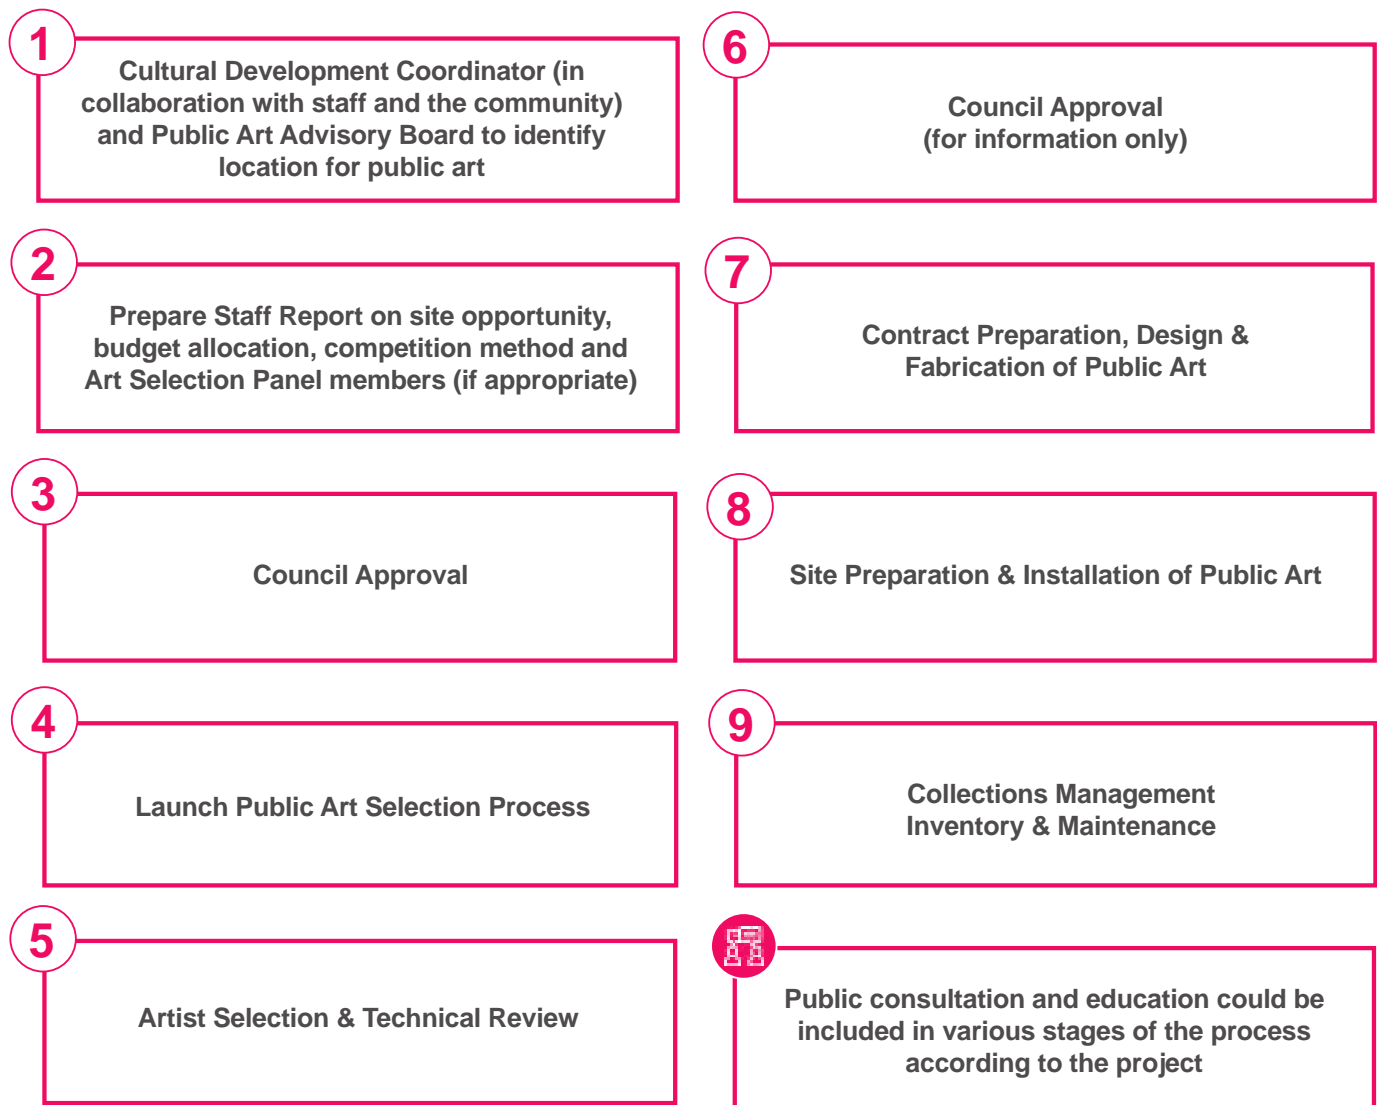 1
Cultural Development Coordinator (in
collaboration with staff and the community)
and Public Art Advisory Board to identify
location for public art
2
Prepare Staff Report on site opportunity,
budget allocation, competition method and
Art Selection Panel members (if appropriate)
3
Council Approval
4
Launch Public Art Selection Process
5
Artist Selection & Technical Review
6
Council Approval
(for information only)
7
Contract Preparation, Design &
Fabrication of Public Art
8
Site Preparation & Installation of Public Art
9
Collections Management
Inventory & Maintenance
Public consultation and education could be
included in various stages of the process
according to the project